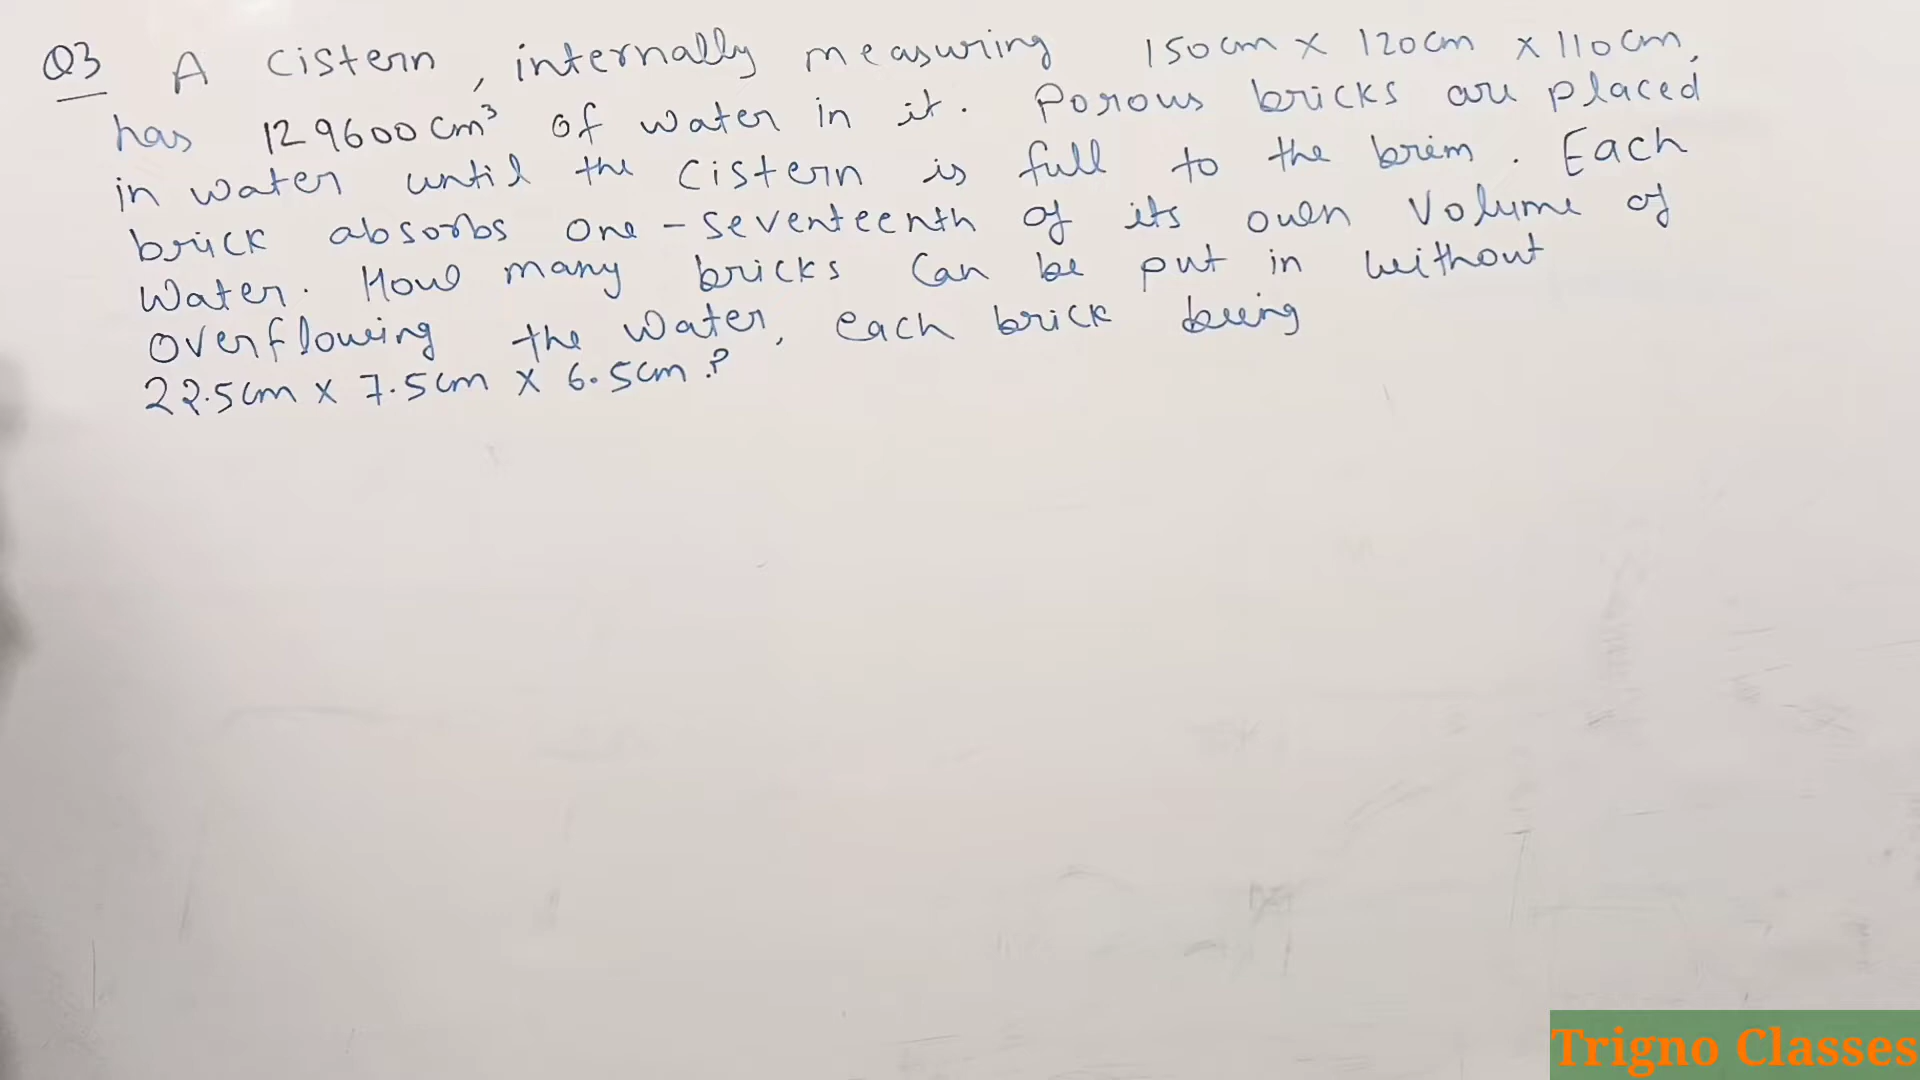 Q3 A cistern, internally measuring 150cm x 120cm x 110cm,
has 129600cm³ of water in it. Porous bricks are placed
in water until the cistern is full to the brim. Each
brick absorbs one-seventeenth of its own volume of
water. How many bricks can be put in without
overflowing the water, each brick being
22.5cm x 7.5cm x 6.5cm?
Trigno Classes